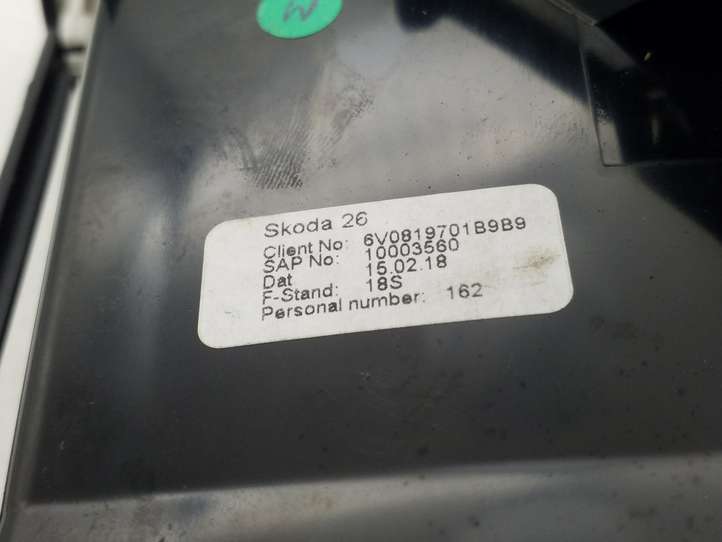 M
Skoda 26
Client No: 6V0819701B9B9
SAP No: 10003560
Dat 15.02.18
F-Stand: 18S
Personal number: 162